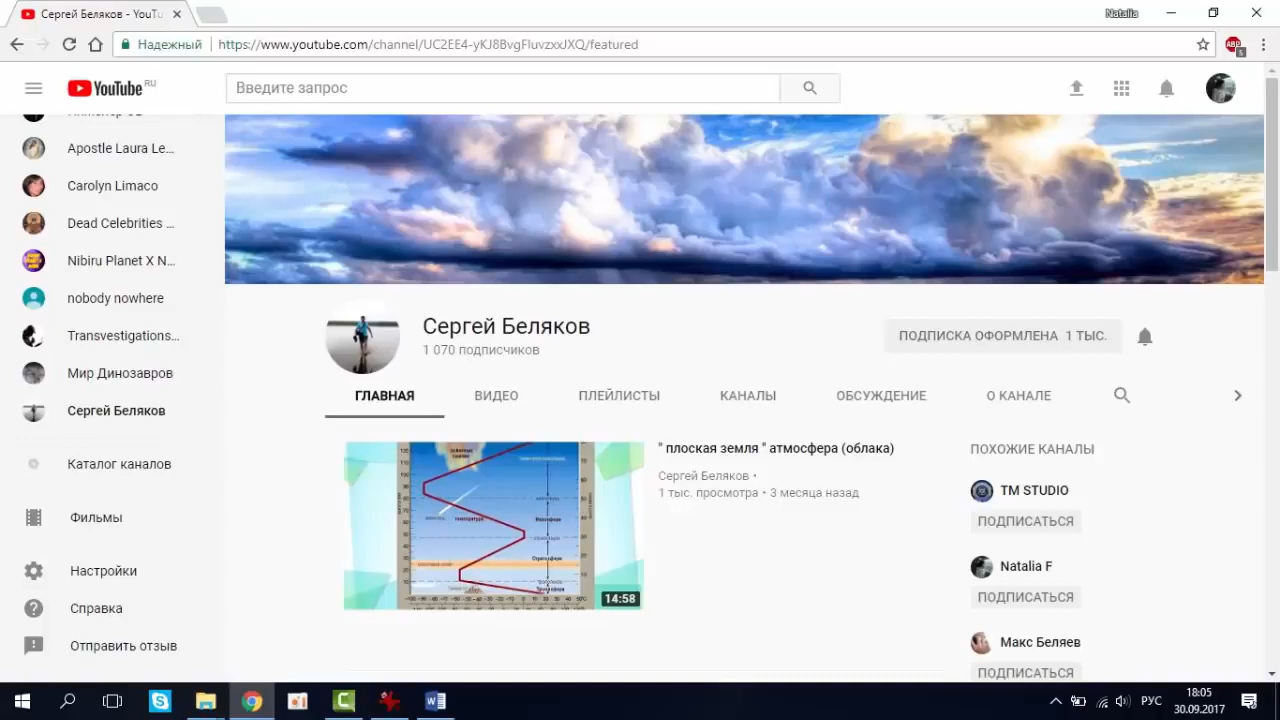 Сергей Беляков - YouTu
Natalia
Надежный
https://www.youtube.com/channel/UC2EE4-yKJ8BvgFluvzxxJXQ/featured
5
YouTube RU
Введите запрос
Apostle Laura Le...
Carolyn Limaco
Dead Celebrities ...
Nibiru Planet X N...
nobody nowhere
Transvestigations...
Мир Динозавров
Сергей Беляков
Каталог каналов
Фильмы
Настройки
Справка
Отправить отзыв
Сергей Беляков
1 070 подписчиков
ПОДПИСКА ОФОРМЛЕНА 1 ТЫС.
ГЛАВНАЯ ВИДЕО ПЛЕЙЛИСТЫ КАНАЛЫ ОБСУЖДЕНИЕ О КАНАЛЕ
14:58
" плоская земля " атмосфера (облака)
Сергей Беляков •
1 тыс. просмотра • 3 месяца назад
ПОХОЖИЕ КАНАЛЫ
TM STUDIO
ПОДПИСАТЬСЯ
Natalia F
ПОДПИСАТЬСЯ
Макс Беляев
ПОДПИСАТЬСЯ
РУС
18:05
30.09.2017